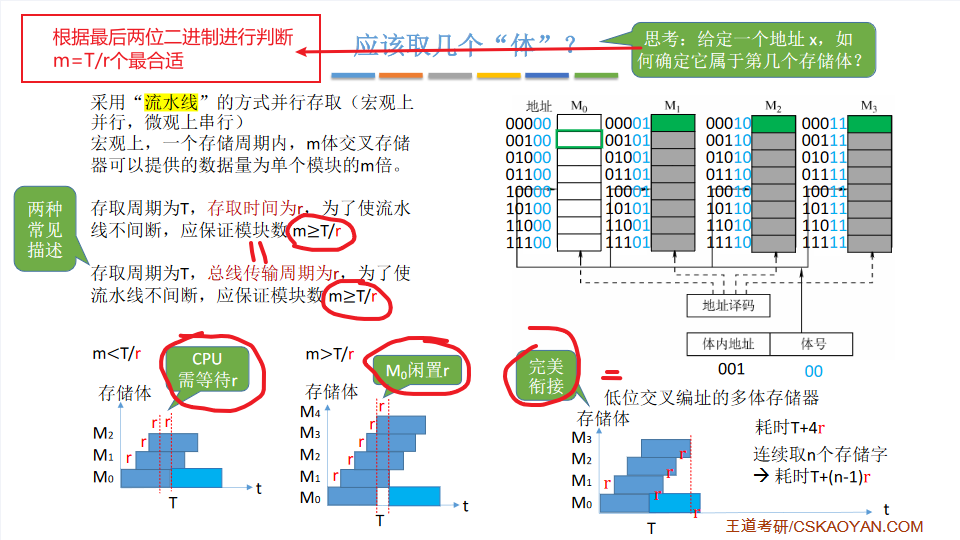 根据最后两位二进制进行判断
m=T/r个最合适
应该取几个“体”？
思考：给定一个地址 x，如
何确定它属于第几个存储体？
采用“流水线”的方式并行存取（宏观上
并行，微观上串行）
宏观上，一个存储周期内，m体交叉存储
器可以提供的数据量为单个模块的m倍。
两种
常见
描述
存取周期为T，存取时间为r，为了使流水
线不间断，应保证模块数 m≥T/r
存取周期为T，总线传输周期为r，为了使
流水线不间断，应保证模块数 m≥T/r
地址 M0 M1 M2 M3
00000 00001 00010 00011
00100 00101 00110 00111
01000 01001 01010 01011
01100 01101 01110 01111
10000 10001 10010 10011
10100 10101 10110 10111
11000 11001 11010 11011
11100 11101 11110 11111
地址译码
体内地址 体号
001 00
低位交叉编址的多体存储器
m<T/r
CPU
需等待r
存储体
r r
r
r
M2
M1
M0
T
t
m>T/r
M0闲置r
存储体
r
r
r
r
r
M4
M3
M2
M1
M0
T
t
完美
衔接
存储体
M3
M2
M1
M0
r
r
r
r
r
T
t
耗时T+4r
连续取n个存储字
→ 耗时T+(n-1)r
王道考研/CSKAOYAN.COM